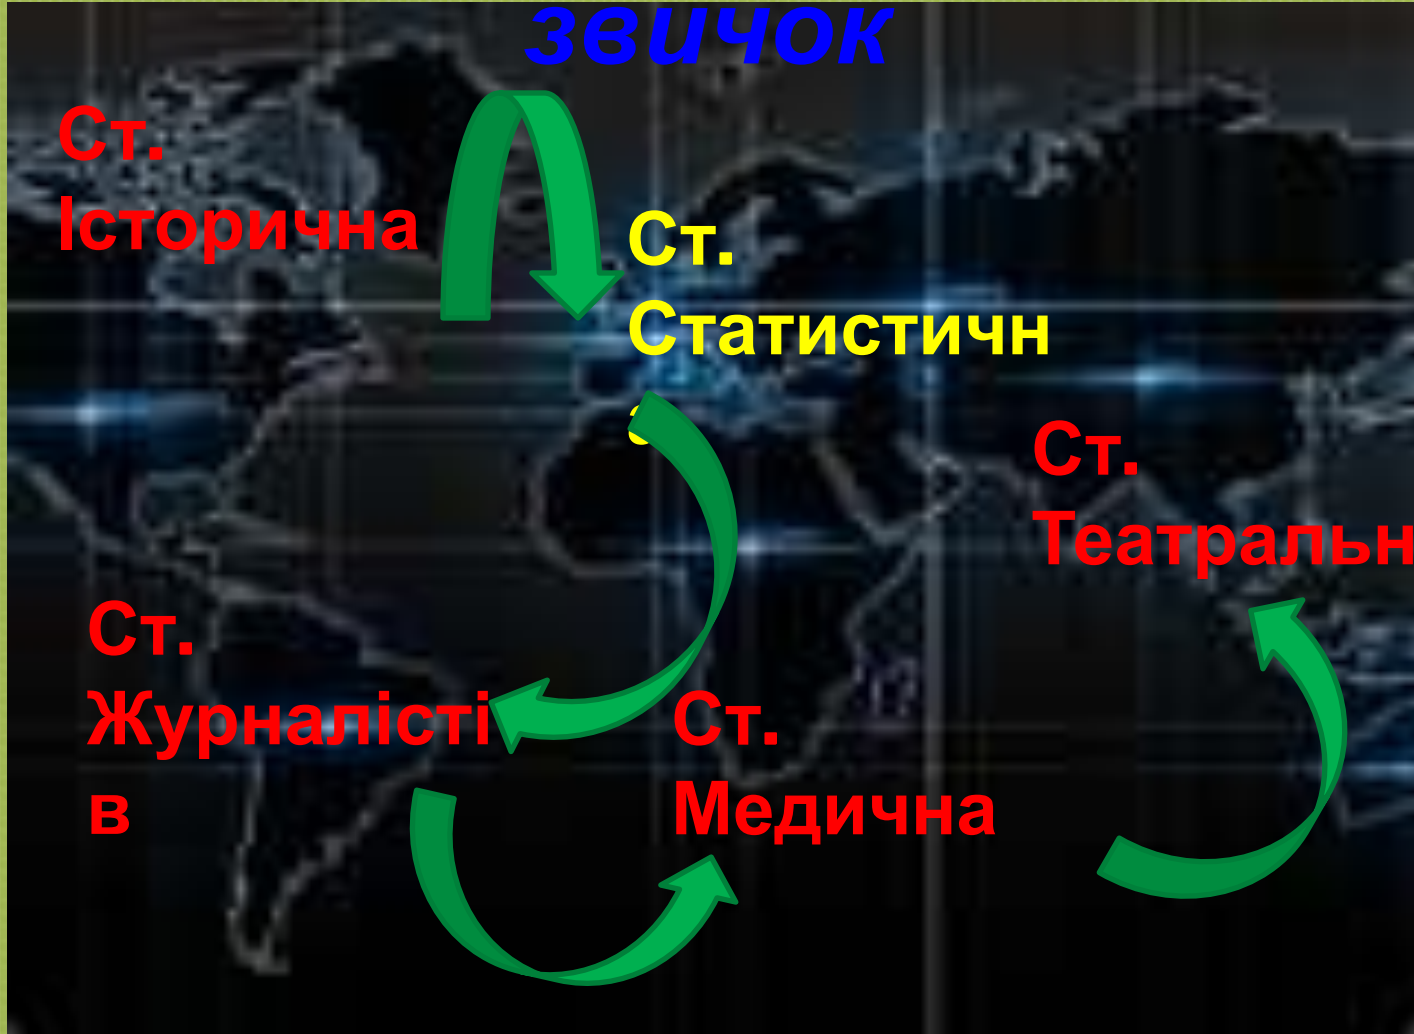 звичок
Ст.
Історична
Ст.
Статистичн
а
Ст.
Театральн
Ст.
Журналісті
в
Ст.
Медична